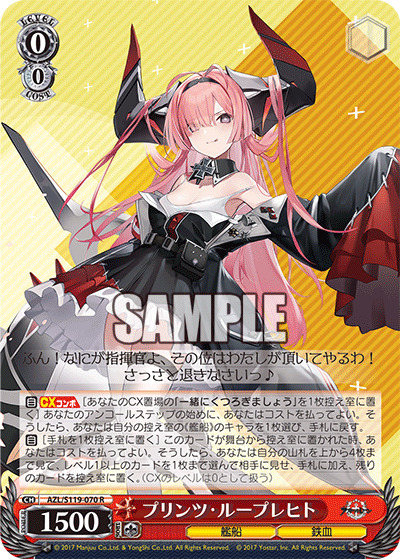 LEVEL
0
0
COST
SAMPLE
ふん！なにが指揮官よ、その位はわたしが頂いてやるわ！
さっさと退きなさいっ♪
自 CXコンボ [あなたのCX置場の「一緒にくつろぎましょう」を1枚控え室に置
く] あなたのアンコールステップの始めに、あなたはコストを払ってよい。そ
うしたら、あなたは自分の控え室の《艦船》のキャラを1枚選び、手札に戻す。
自 [手札を1枚控え室に置く] このカードが舞台から控え室に置かれた時、あ
なたはコストを払ってよい。そうしたら、あなたは自分の山札を上から4枚ま
で見て、レベル1以上のカードを1枚まで選んで相手に見せ、手札に加え、残り
のカードを控え室に置く。（CXのレベルは0として扱う）
CH AZL/S119-070 R
1500
プリンツ・ループレヒト
艦船
鉄血
© 2017 Manjuu Co.,Ltd. & YongShi Co.,Ltd. All Rights Reserved. © 2017 Yostar, Inc. All Rights Reserved.